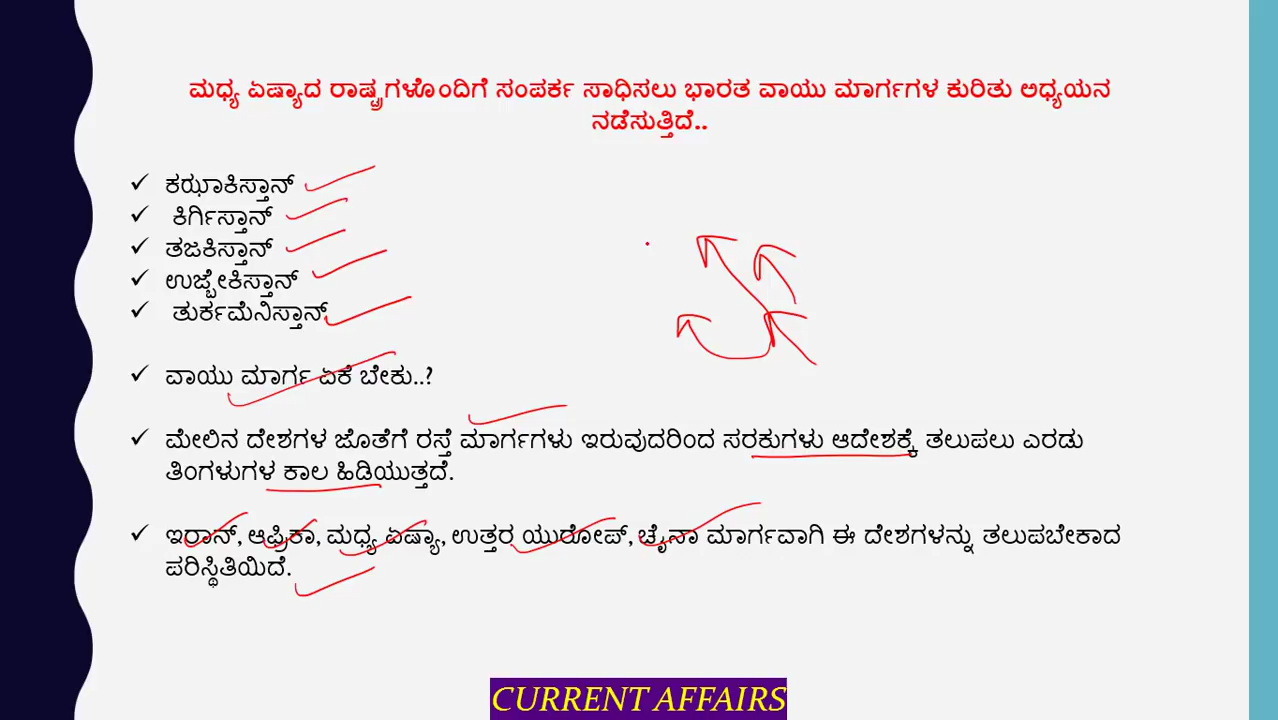 ಮಧ್ಯ ಏಷ್ಯಾದ ರಾಷ್ಟ್ರಗಳೊಂದಿಗೆ ಸಂಪರ್ಕ ಸಾಧಿಸಲು ಭಾರತ ವಾಯು ಮಾರ್ಗಗಳ ಕುರಿತು ಅಧ್ಯಯನ
ನಡೆಸುತ್ತಿದೆ..
ಕಝಾಕಿಸ್ತಾನ್
ಕಿರ್ಗಿಸ್ತಾನ್
ತಜಕಿಸ್ತಾನ್
ಉಜ್ಬೇಕಿಸ್ತಾನ್
ತುರ್ಕಮೆನಿಸ್ತಾನ್
ವಾಯು ಮಾರ್ಗ ಏಕೆ ಬೇಕು..?
ಮೇಲಿನ ದೇಶಗಳ ಜೊತೆಗೆ ರಸ್ತೆ ಮಾರ್ಗಗಳು ಇರುವುದರಿಂದ ಸರಕುಗಳು ಆದೇಶಕ್ಕೆ ತಲುಪಲು ಎರಡು
ತಿಂಗಳುಗಳ ಕಾಲ ಹಿಡಿಯುತ್ತದೆ.
ಇರಾನ್, ಆಫ್ರಿಕಾ, ಮಧ್ಯ ಏಷ್ಯಾ, ಉತ್ತರ ಯುರೋಪ್, ಚೈನಾ ಮಾರ್ಗವಾಗಿ ಈ ದೇಶಗಳನ್ನು ತಲುಪಬೇಕಾದ
ಪರಿಸ್ಥಿತಿಯಿದೆ.
CURRENT AFFAIRS